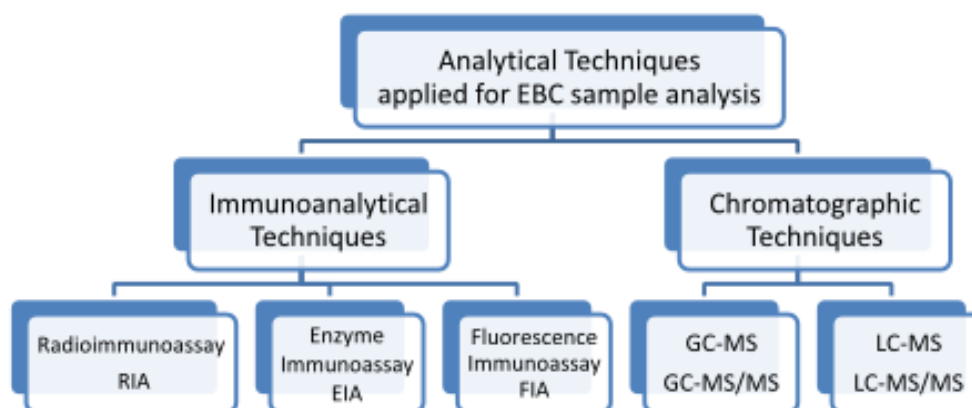 Analytical Techniques
applied for EBC sample analysis
Immunoanalytical
Techniques
Chromatographic
Techniques
Radioimmunoassay
RIA
Enzyme
Immunoassay
EIA
Fluorescence
Immunoassay
FIA
GC-MS
GC-MS/MS
LC-MS
LC-MS/MS